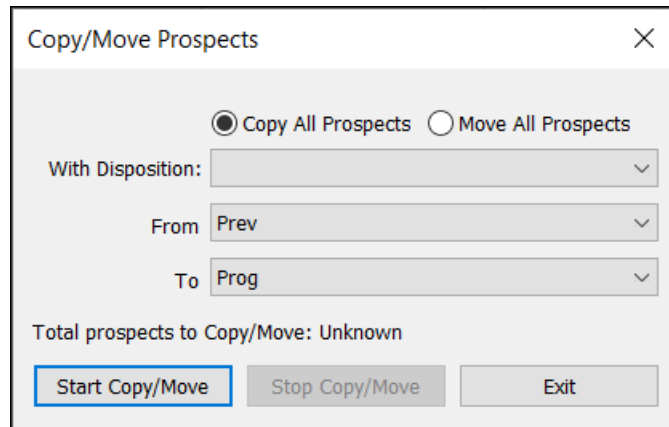 Copy/Move Prospects
Copy All Prospects Move All Prospects
With Disposition:
From Prev
To Prog
Total prospects to Copy/Move: Unknown
Start Copy/Move Stop Copy/Move Exit